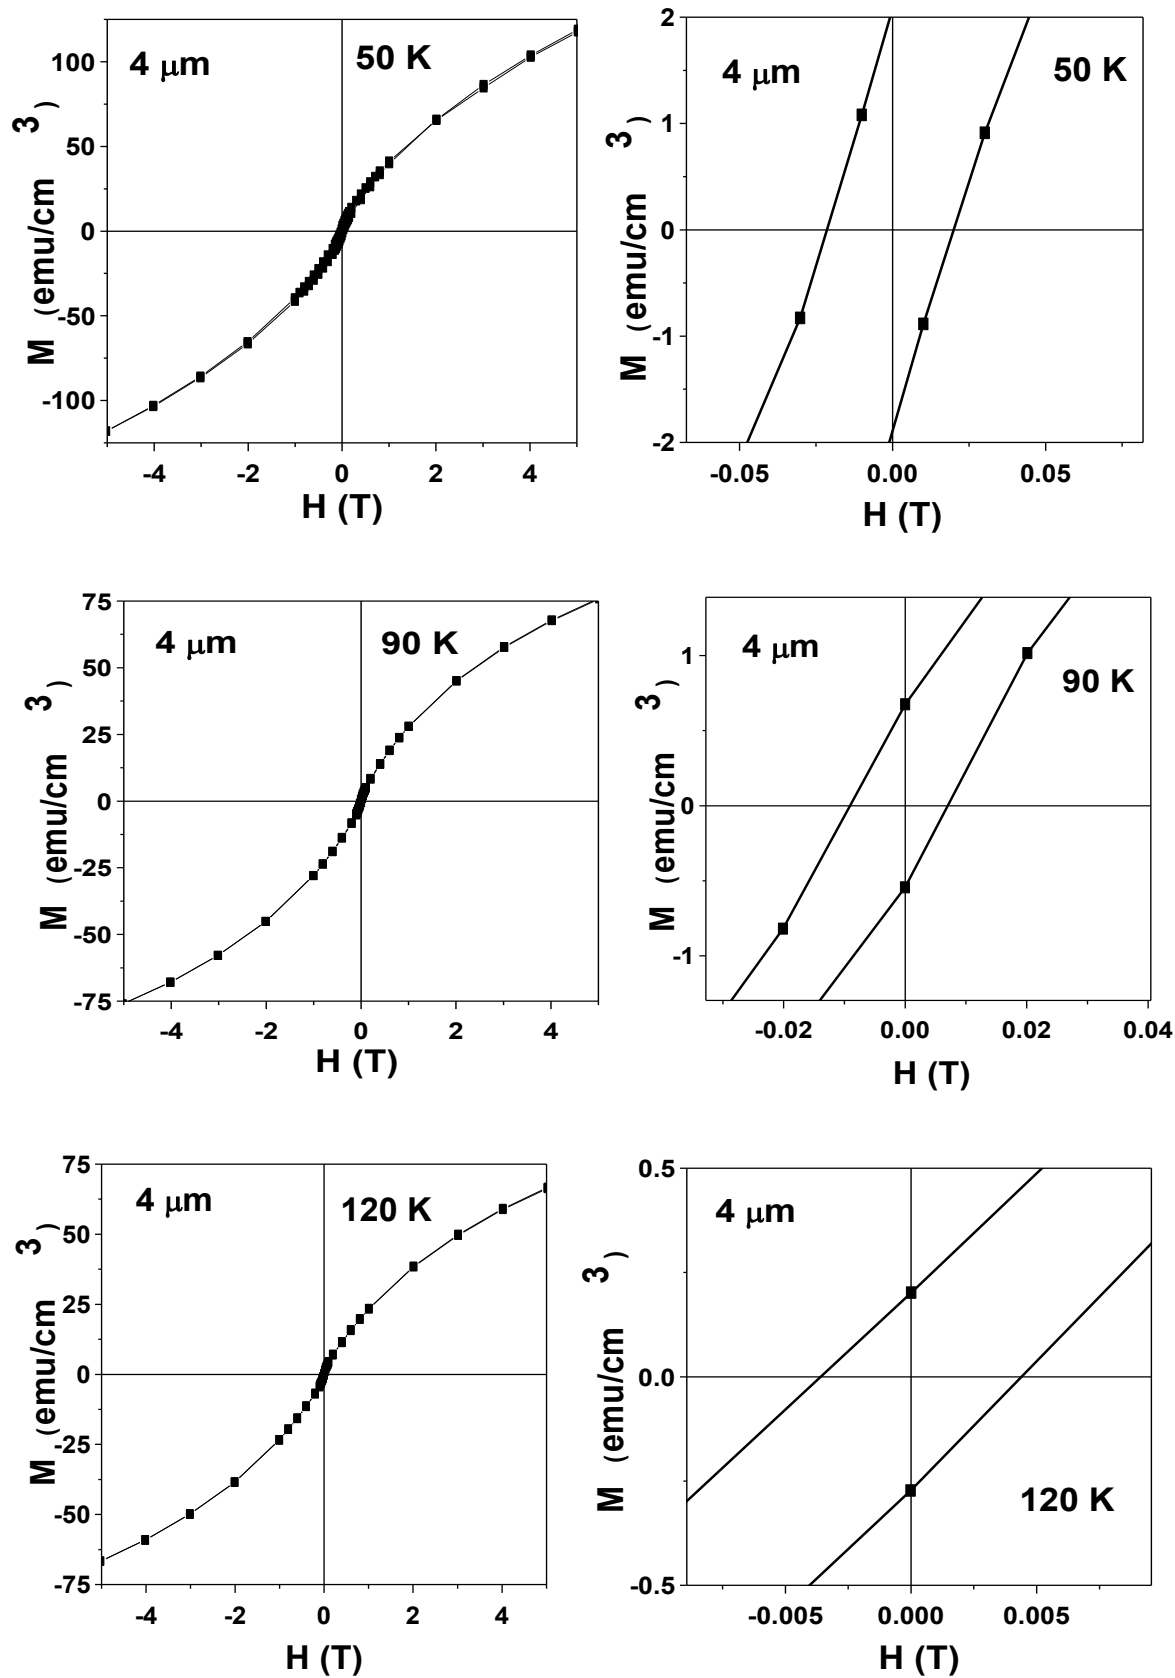 4 μm
50 K
100
50
0
-50
-100
M (emu/cm3)
-4
-2
0
2
4
H (T)
4 μm
50 K
2
1
0
-1
-2
M (emu/cm3)
-0.05
0.00
0.05
H (T)
4 μm
90 K
75
50
25
0
-25
-50
-75
M (emu/cm3)
-4
-2
0
2
4
H (T)
4 μm
90 K
1
0
-1
M (emu/cm3)
-0.02
0.00
0.02
0.04
H (T)
4 μm
120 K
75
50
25
0
-25
-50
-75
M (emu/cm3)
-4
-2
0
2
4
H (T)
4 μm
120 K
0.5
0.0
-0.5
M (emu/cm3)
-0.005
0.000
0.005
H (T)